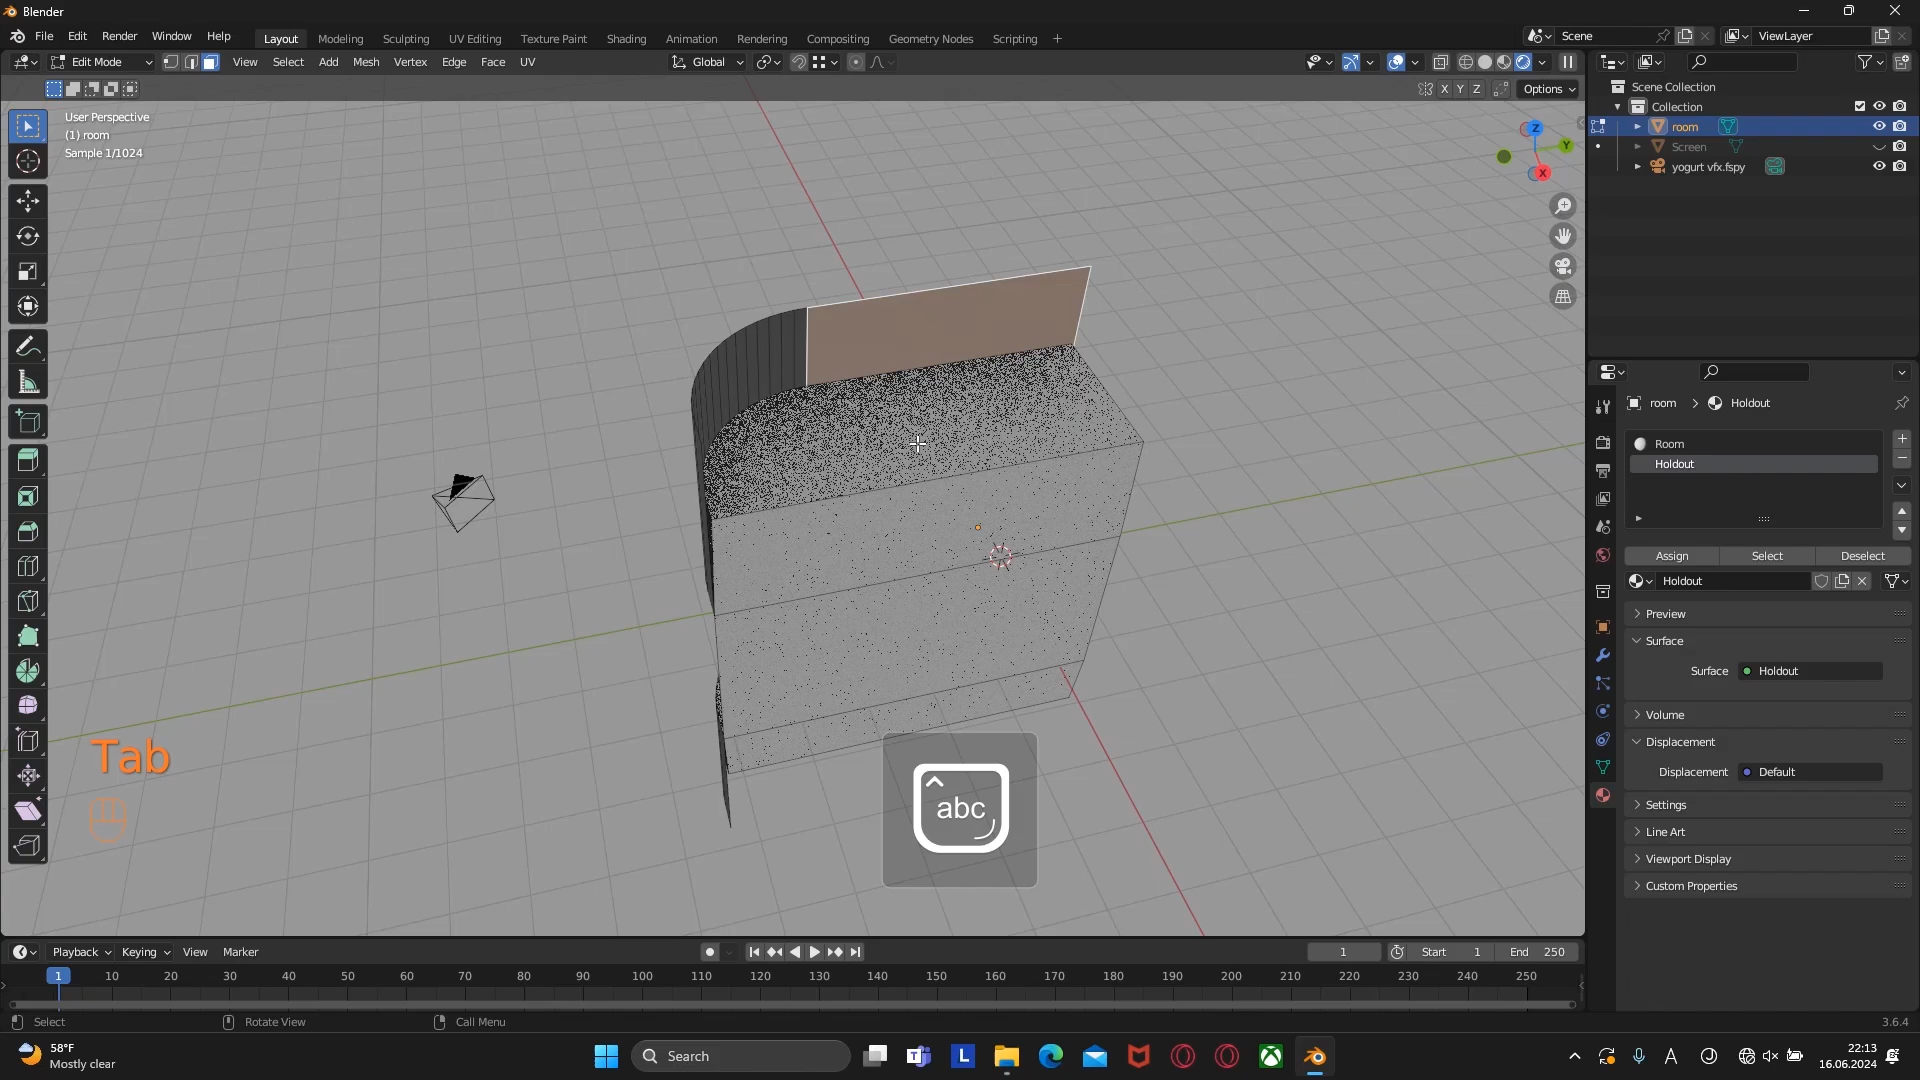 Blender
File Edit Render Window Help Layout Modeling Sculpting UV Editing Texture Paint Shading Animation Rendering Compositing Geometry Nodes Scripting + Scene ViewLayer
Edit Mode View Select Add Mesh Vertex Edge Face UV Global
X Y Z Options
Scene Collection
Collection
room
Screen
yogurt vfx.fspy
User Perspective
(1) room
Sample 1/1024
Z
Y
X
room > Holdout
Room
Holdout
Assign Select Deselect
Holdout
Preview
Surface
Surface Holdout
Volume
Displacement
Displacement Default
Settings
Line Art
Viewport Display
Custom Properties
Tab
abc
Playback Keying View Marker 1 Start 1 End 250
1 10 20 30 40 50 60 70 80 90 100 110 120 130 140 150 160 170 180 190 200 210 220 230 240 250
Select Rotate View Call Menu 3.6.4
58°F
Mostly clear
Search
L
A
22:13
16.06.2024